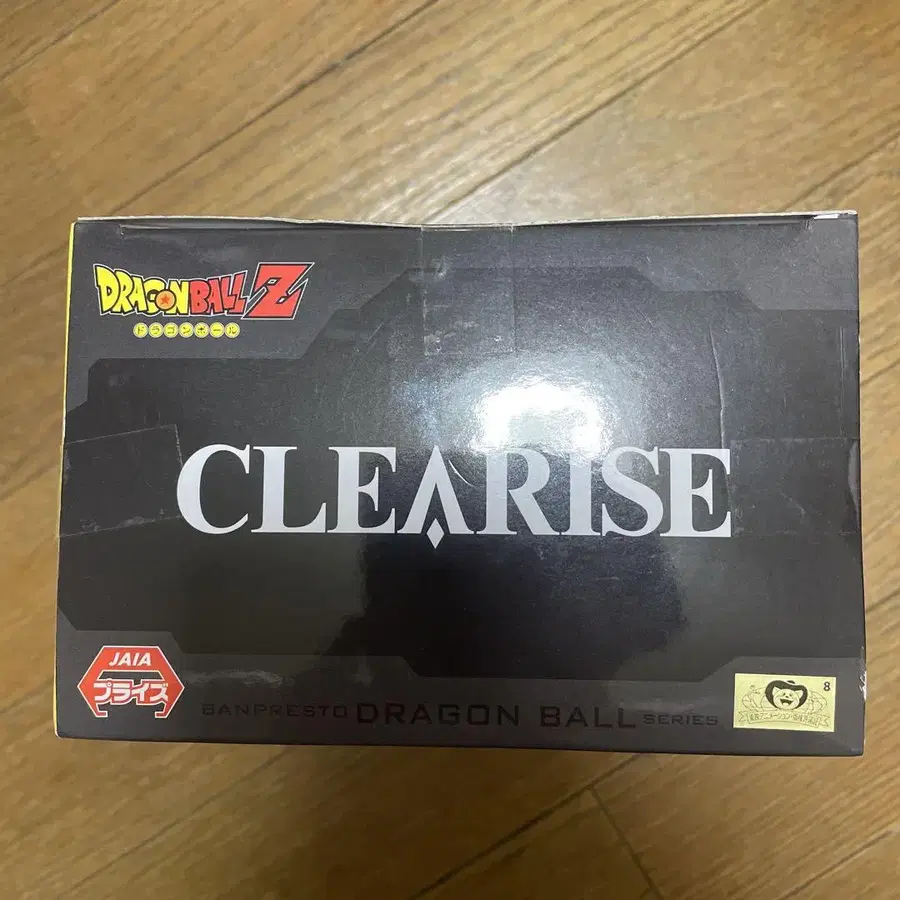 DRAGONBALL Z
ドラゴンボール
CLEARISE
JAIA
プライズ
BANPRESTO DRAGON BALL SERIES
8